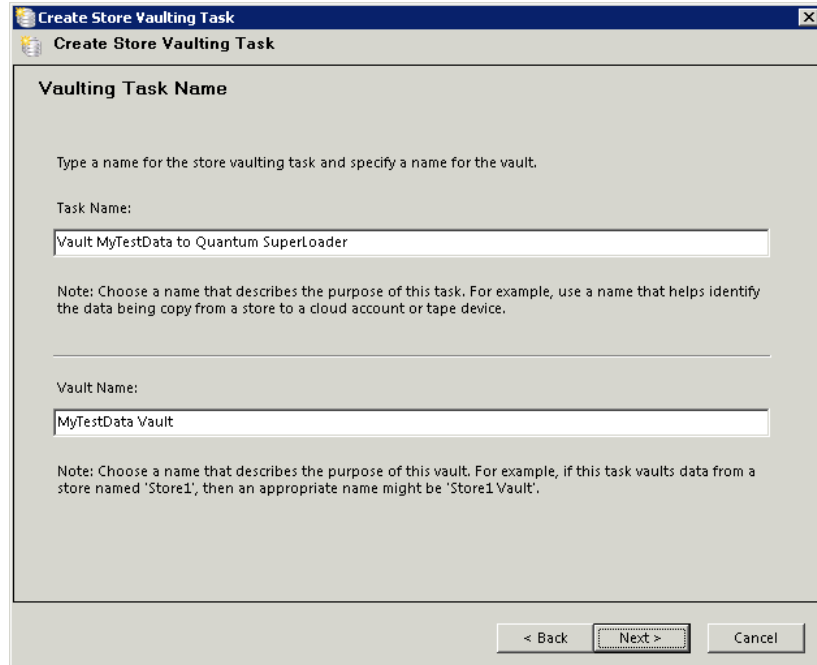 Create Store Vaulting Task
Create Store Vaulting Task
Vaulting Task Name
Type a name for the store vaulting task and specify a name for the vault.
Task Name:
Vault MyTestData to Quantum SuperLoader
Note: Choose a name that describes the purpose of this task. For example, use a name that helps identify
the data being copy from a store to a cloud account or tape device.
Vault Name:
MyTestData Vault
Note: Choose a name that describes the purpose of this vault. For example, if this task vaults data from a
store named 'Store1', then an appropriate name might be 'Store1 Vault'.
< Back Next > Cancel